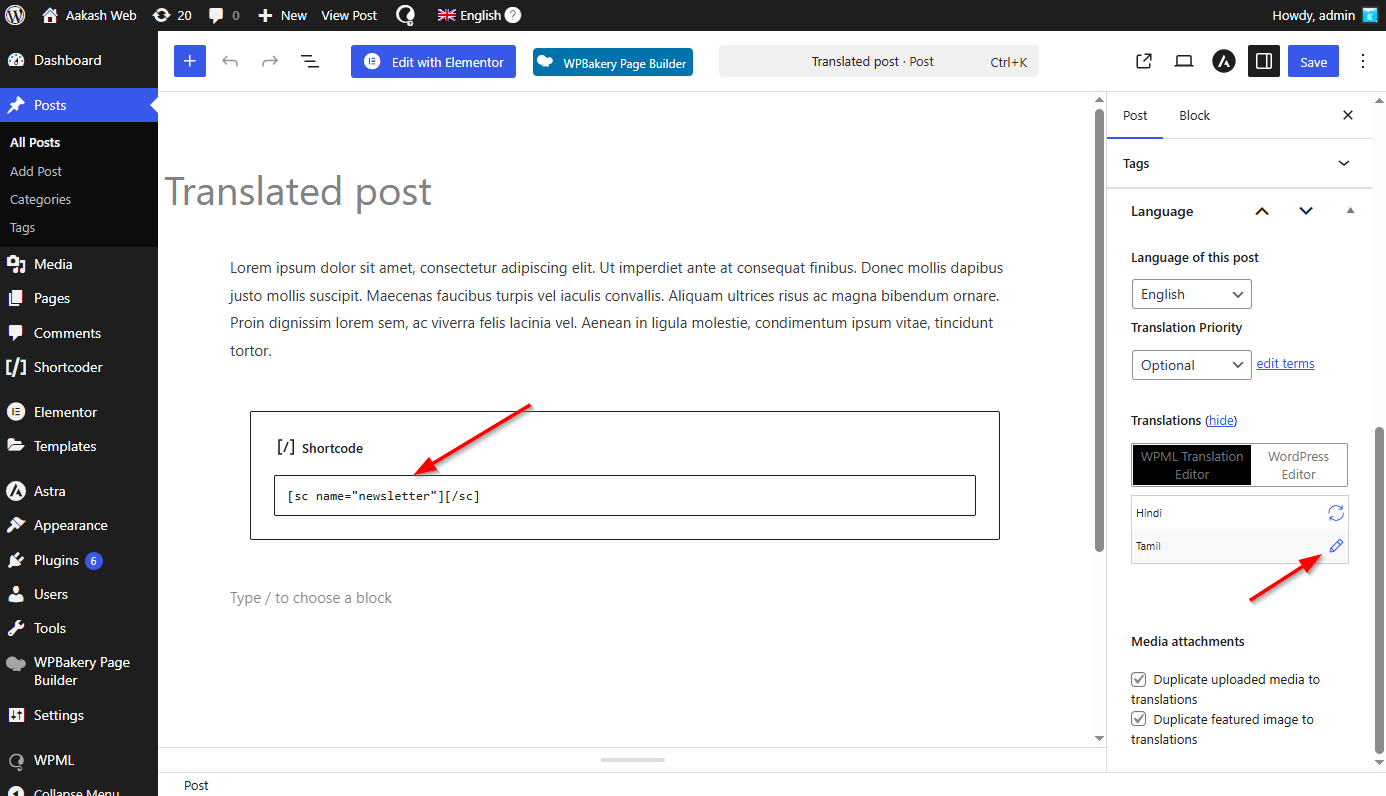 Aakash Web
20
0
New
View Post
English
?
Howdy, admin
Dashboard
Posts
All Posts
Add Post
Categories
Tags
Media
Pages
Comments
[/] Shortcoder
Elementor
Templates
Astra
Appearance
Plugins 6
Users
Tools
WPBakery Page
Builder
Settings
WPML
Collapse Menu
+
Edit with Elementor
WPBakery Page Builder
Translated post · Post
Ctrl+K
Save
Translated post
Lorem ipsum dolor sit amet, consectetur adipiscing elit. Ut imperdiet ante at consequat finibus. Donec mollis dapibus
justo mollis suscipit. Maecenas faucibus turpis vel iaculis convallis. Aliquam ultrices risus ac magna bibendum ornare.
Proin dignissim lorem sem, ac viverra felis lacinia vel. Aenean in ligula molestie, condimentum ipsum vitae, tincidunt
tortor.
[/] Shortcode
[sc name="newsletter"][/sc]
Type / to choose a block
Post
Post
Block
Tags
Language
Language of this post
English
Translation Priority
Optional
edit terms
Translations (hide)
WPML Translation
Editor
WordPress
Editor
Hindi
Tamil
Media attachments
Duplicate uploaded media to
translations
Duplicate featured image to
translations